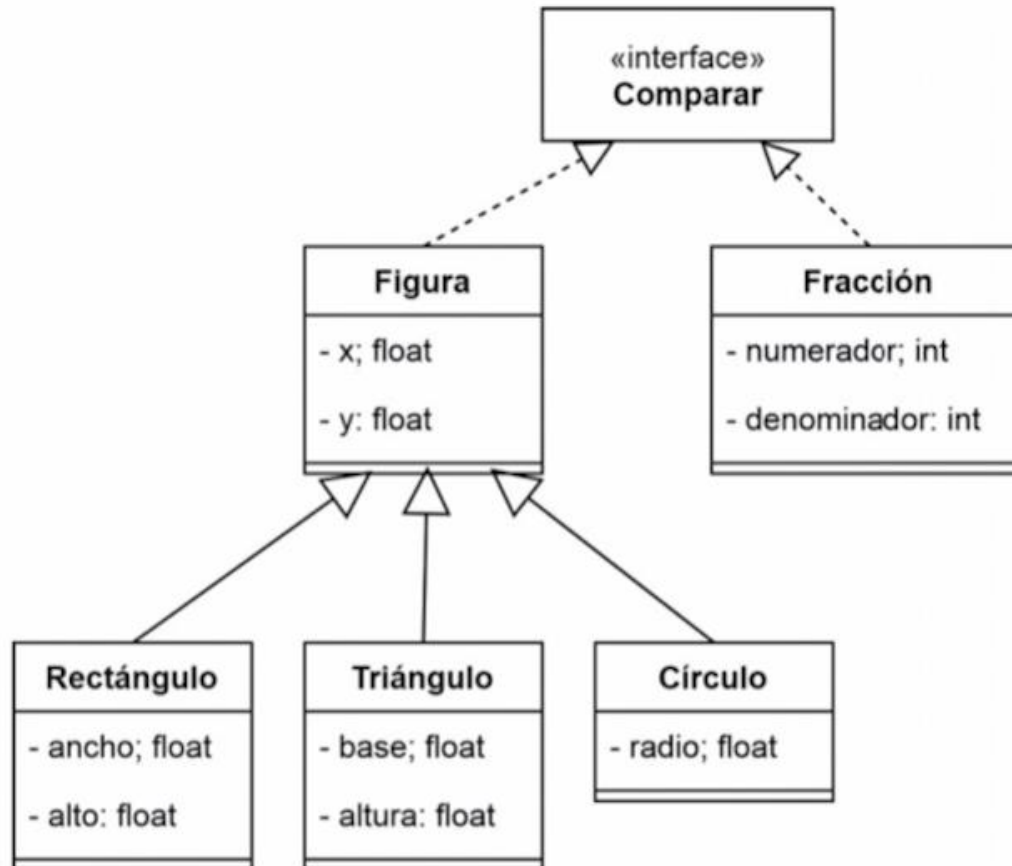 «interface»
Comparar
Figura
- x; float
- y: float
Fracción
- numerador; int
- denominador: int
Rectángulo
- ancho; float
- alto: float
Triángulo
- base; float
- altura: float
Círculo
- radio; float